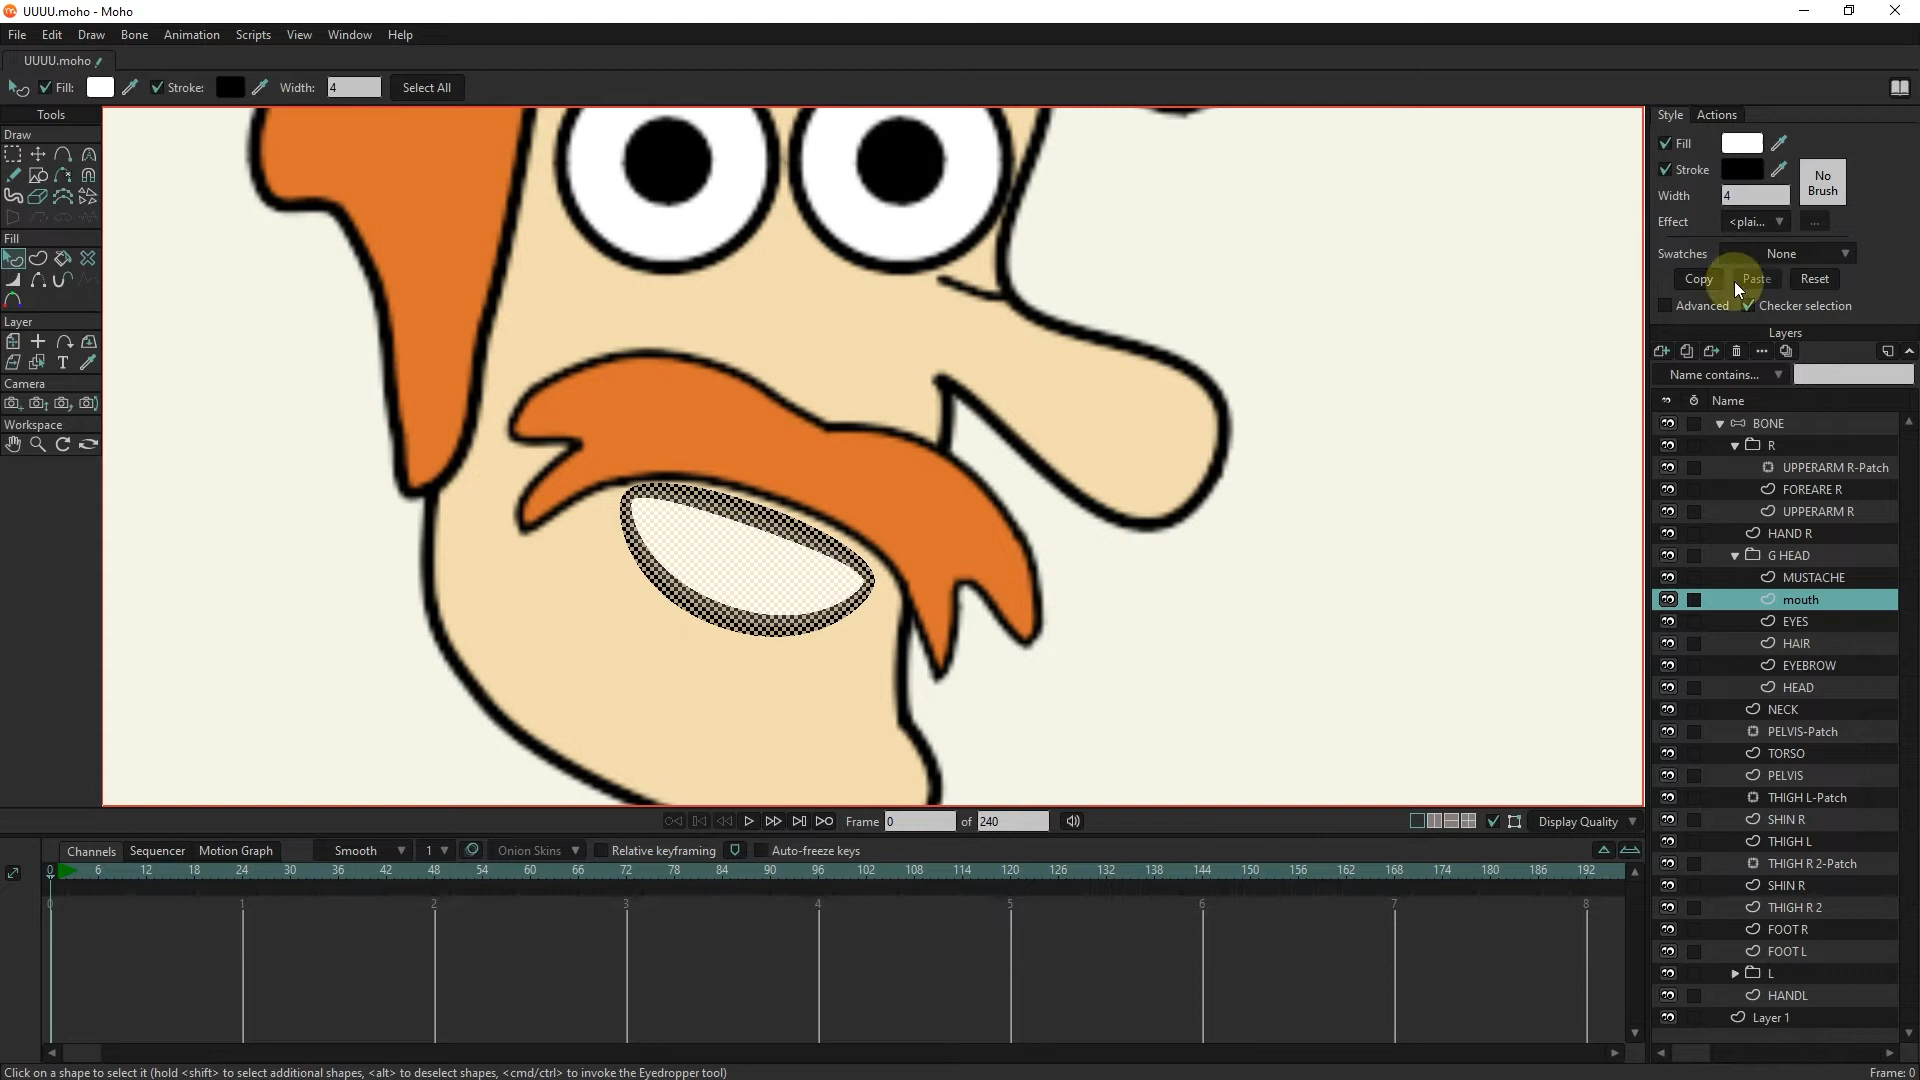 UUUU.moho - Moho
File Edit Draw Bone Animation Scripts View Window Help
UUUU.moho
Fill: Stroke: Width: 4 Select All
Tools
Draw
Fill
Layer
Camera
Workspace
Style Actions
Fill
Stroke
No Brush
Width 4
Effect <plai... ...
Swatches None
Copy Paste Reset
Advanced Checker selection
Layers
Name contains...
Name
BONE
R
UPPERARM R-Patch
FOREARE R
UPPERARM R
HAND R
G HEAD
MUSTACHE
mouth
EYES
HAIR
EYEBROW
HEAD
NECK
PELVIS-Patch
TORSO
PELVIS
THIGH L-Patch
SHIN R
THIGH L
THIGH R 2-Patch
SHIN R
THIGH R 2
FOOT R
FOOT L
L
HANDL
Layer 1
Frame 0 of 240 Display Quality
Channels Sequencer Motion Graph Smooth 1 Onion Skins Relative keyframing Auto-freeze keys
0 6 12 18 24 30 36 42 48 54 60 66 72 78 84 90 96 102 108 114 120 126 132 138 144 150 156 162 168 174 180 186 192
0 1 2 3 4 5 6 7 8
Click on a shape to select it (hold <shift> to select additional shapes, <alt> to deselect shapes, <cmd/ctrl> to invoke the Eyedropper tool) Frame: 0